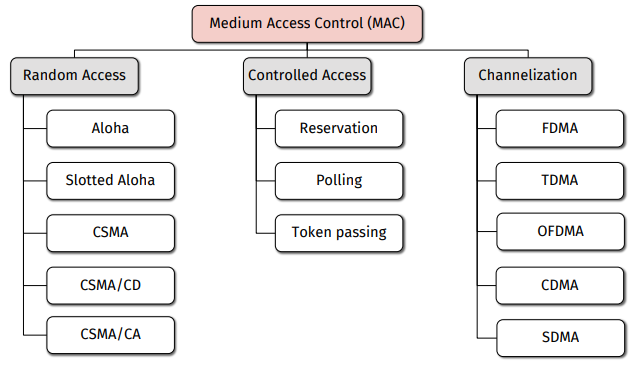 Medium Access Control (MAC)
Random Access
Controlled Access
Channelization
Aloha
Slotted Aloha
CSMA
CSMA/CD
CSMA/CA
Reservation
Polling
Token passing
FDMA
TDMA
OFDMA
CDMA
SDMA